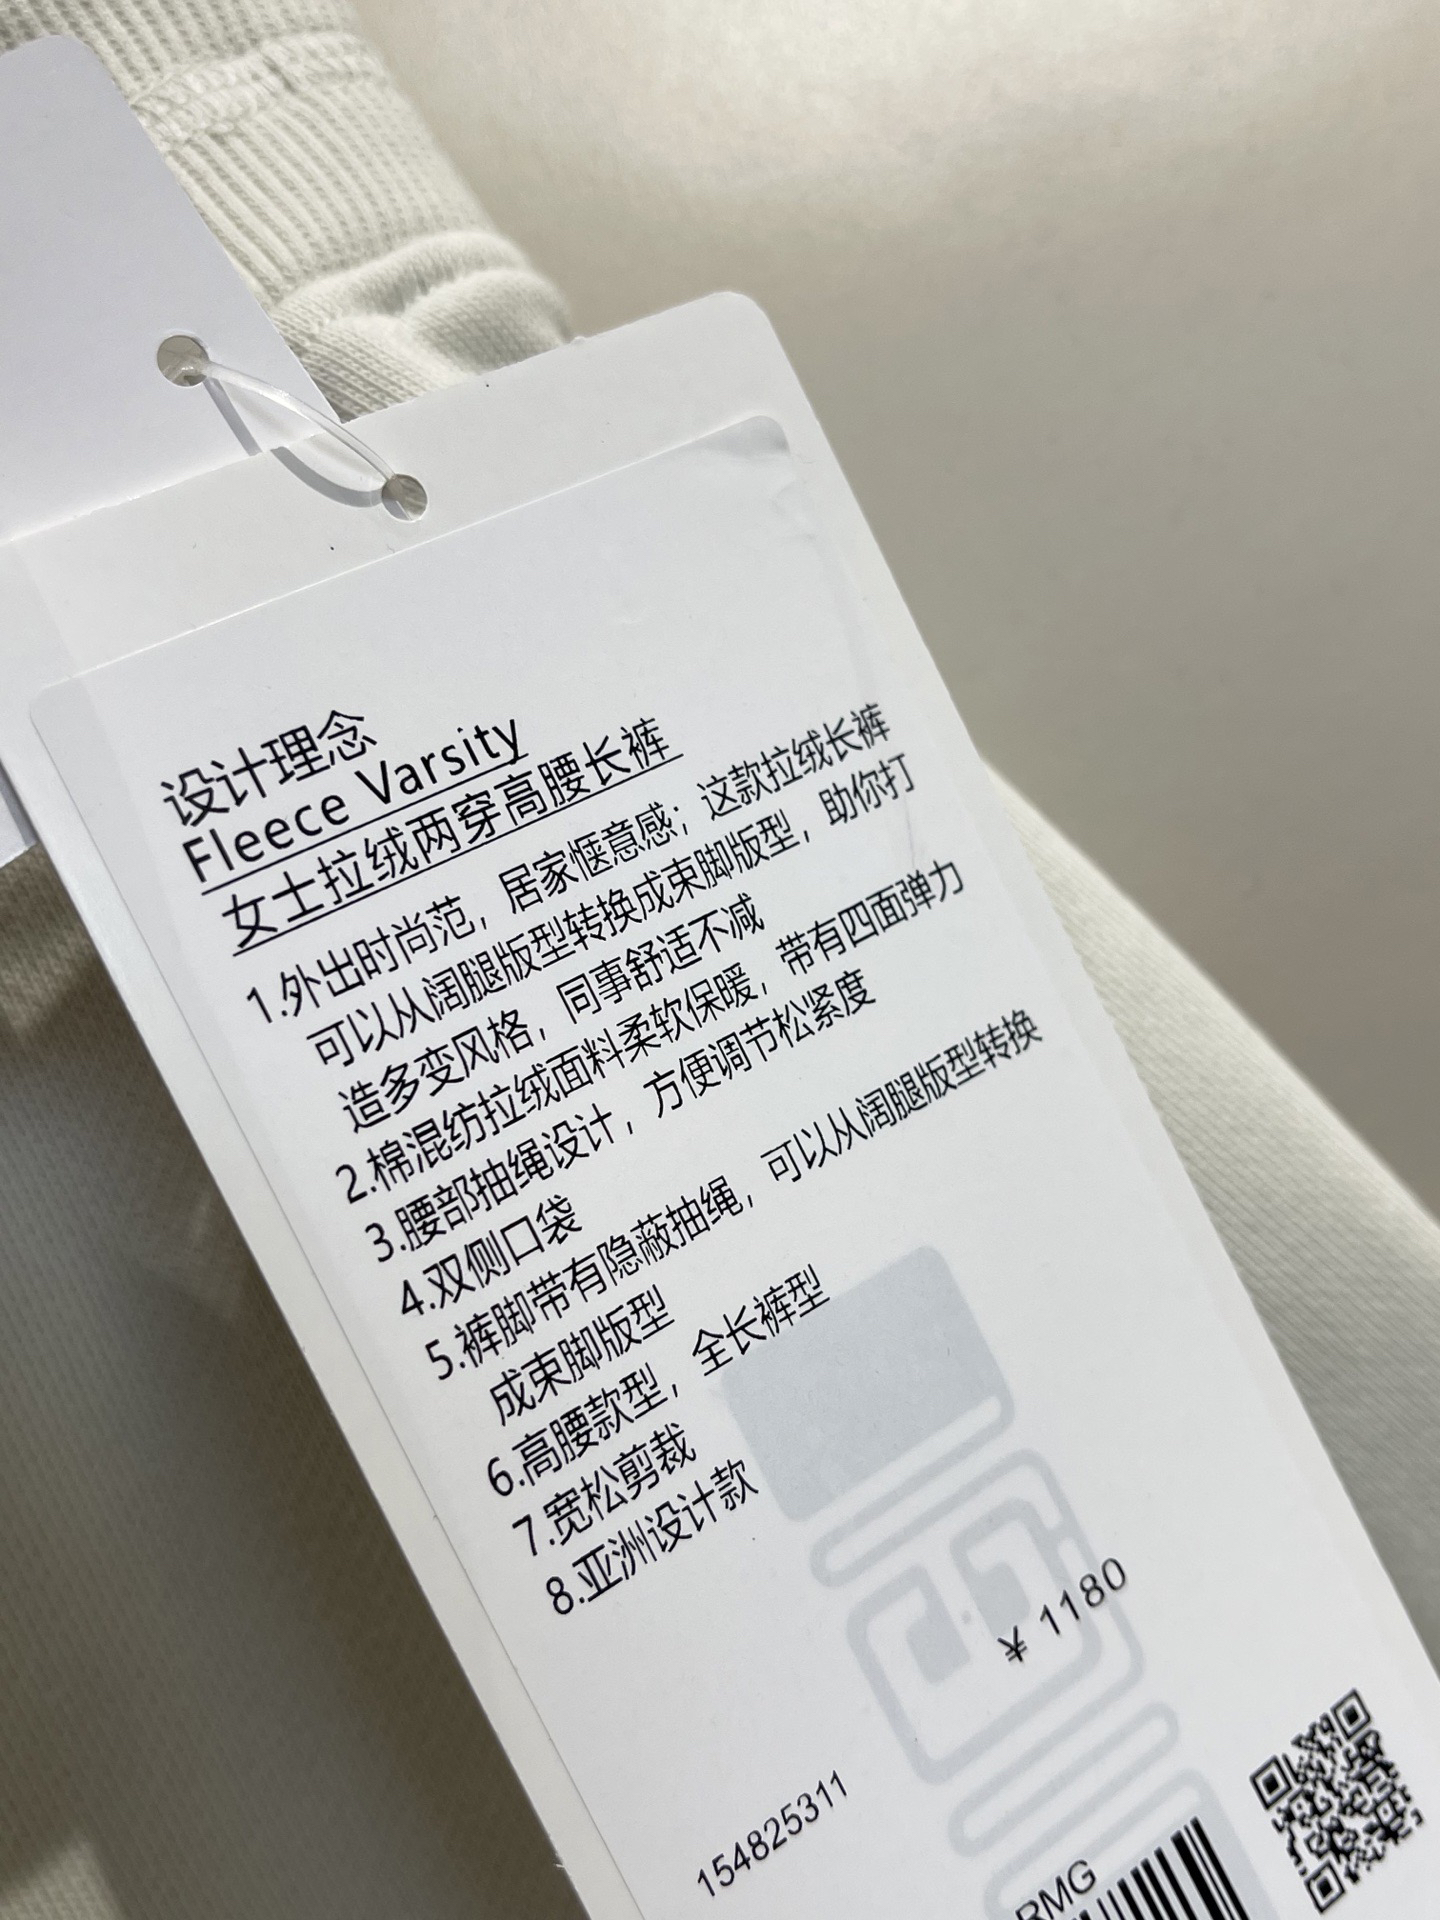 设计理念
Fleece Varsity
女士拉绒两穿高腰长裤
1.外出时尚范，居家惬意感；这款拉绒长裤
可以从阔腿版型转换成束脚版型，助你打
造多变风格，同事舒适不减
2.棉混纺拉绒面料柔软保暖，带有四面弹力
3.腰部抽绳设计，方便调节松紧度
4.双侧口袋
5.裤脚带有隐蔽抽绳，可以从阔腿版型转换
成束脚版型
6.高腰款型，全长裤型
7.宽松剪裁
8.亚洲设计款
¥ 1180
154825311
RMG